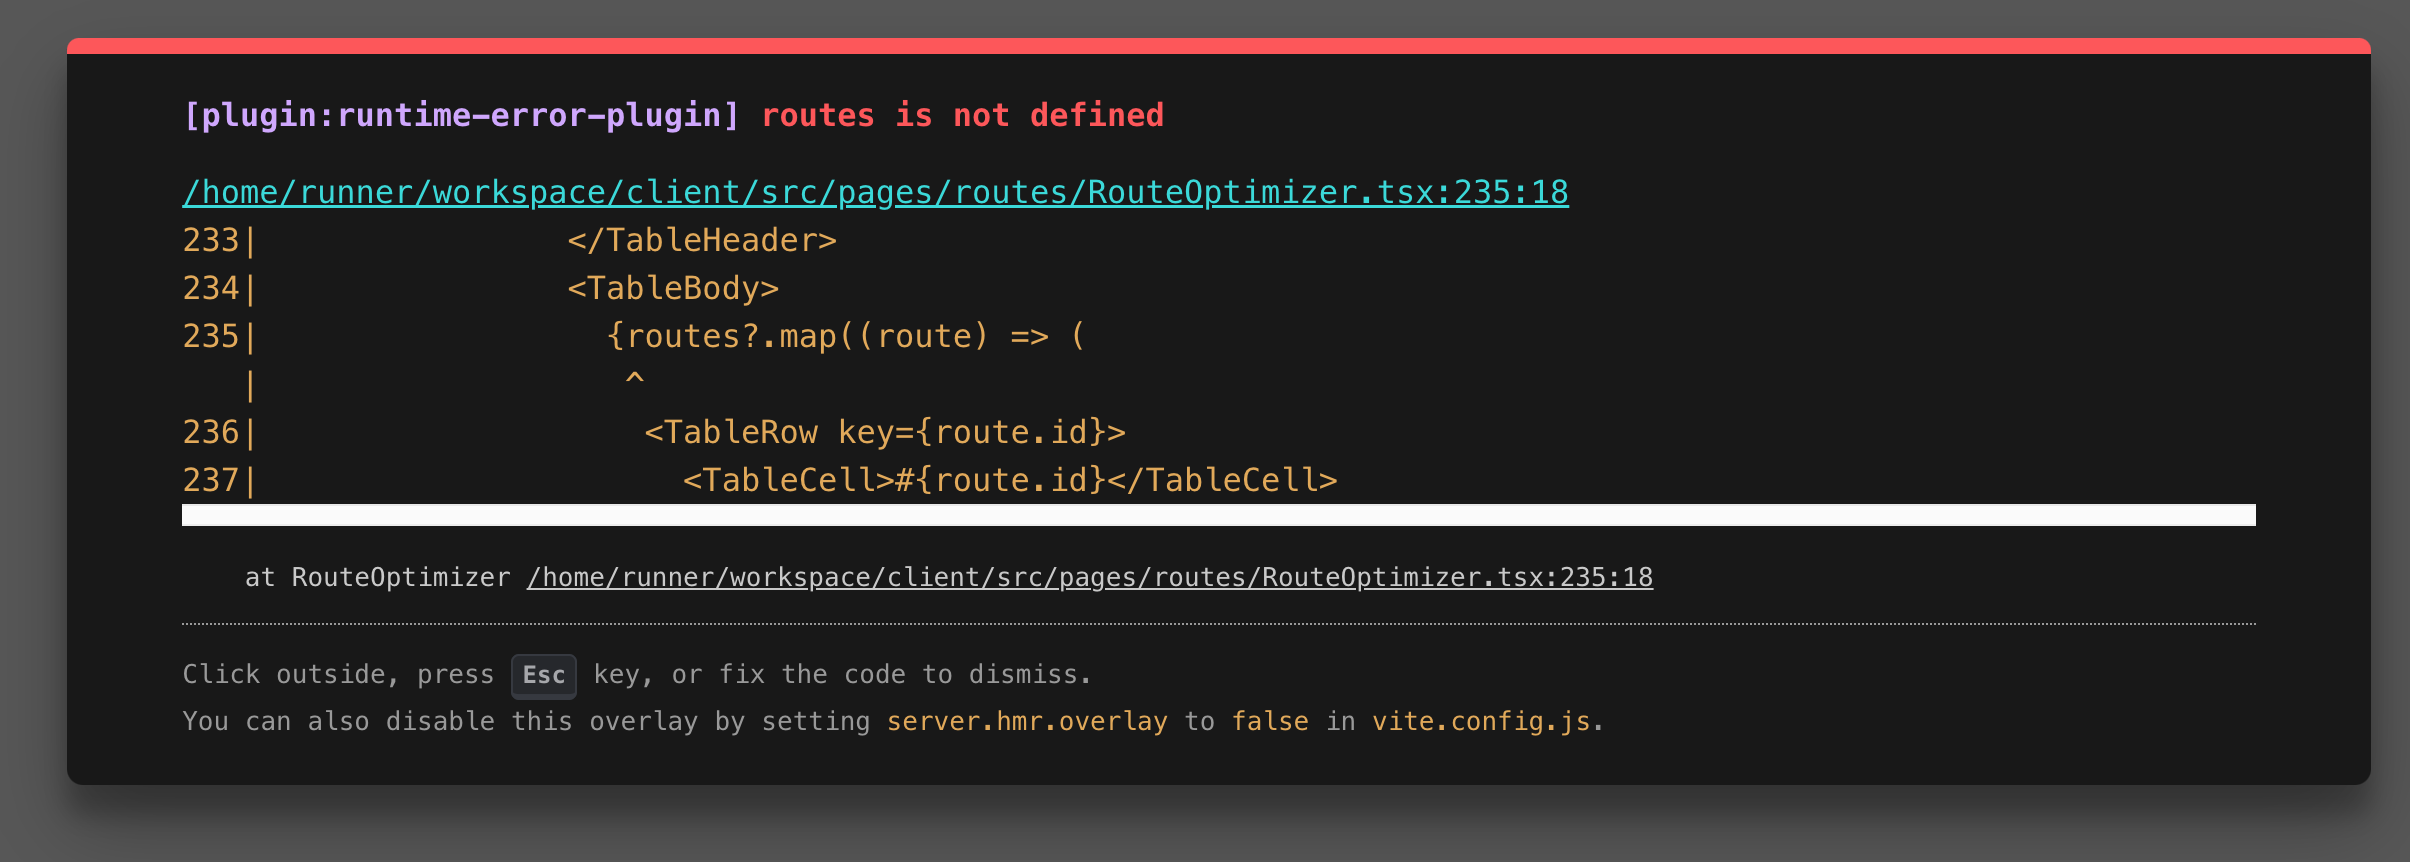 [plugin:runtime-error-plugin] routes is not defined
/home/runner/workspace/client/src/pages/routes/RouteOptimizer.tsx:235:18
233|                </TableHeader>
234|                <TableBody>
235|                  {routes?.map((route) => (
   |                   ^
236|                    <TableRow key={route.id}>
237|                      <TableCell>#{route.id}</TableCell>
at RouteOptimizer /home/runner/workspace/client/src/pages/routes/RouteOptimizer.tsx:235:18
Click outside, press Esc key, or fix the code to dismiss.
You can also disable this overlay by setting server.hmr.overlay to false in vite.config.js.